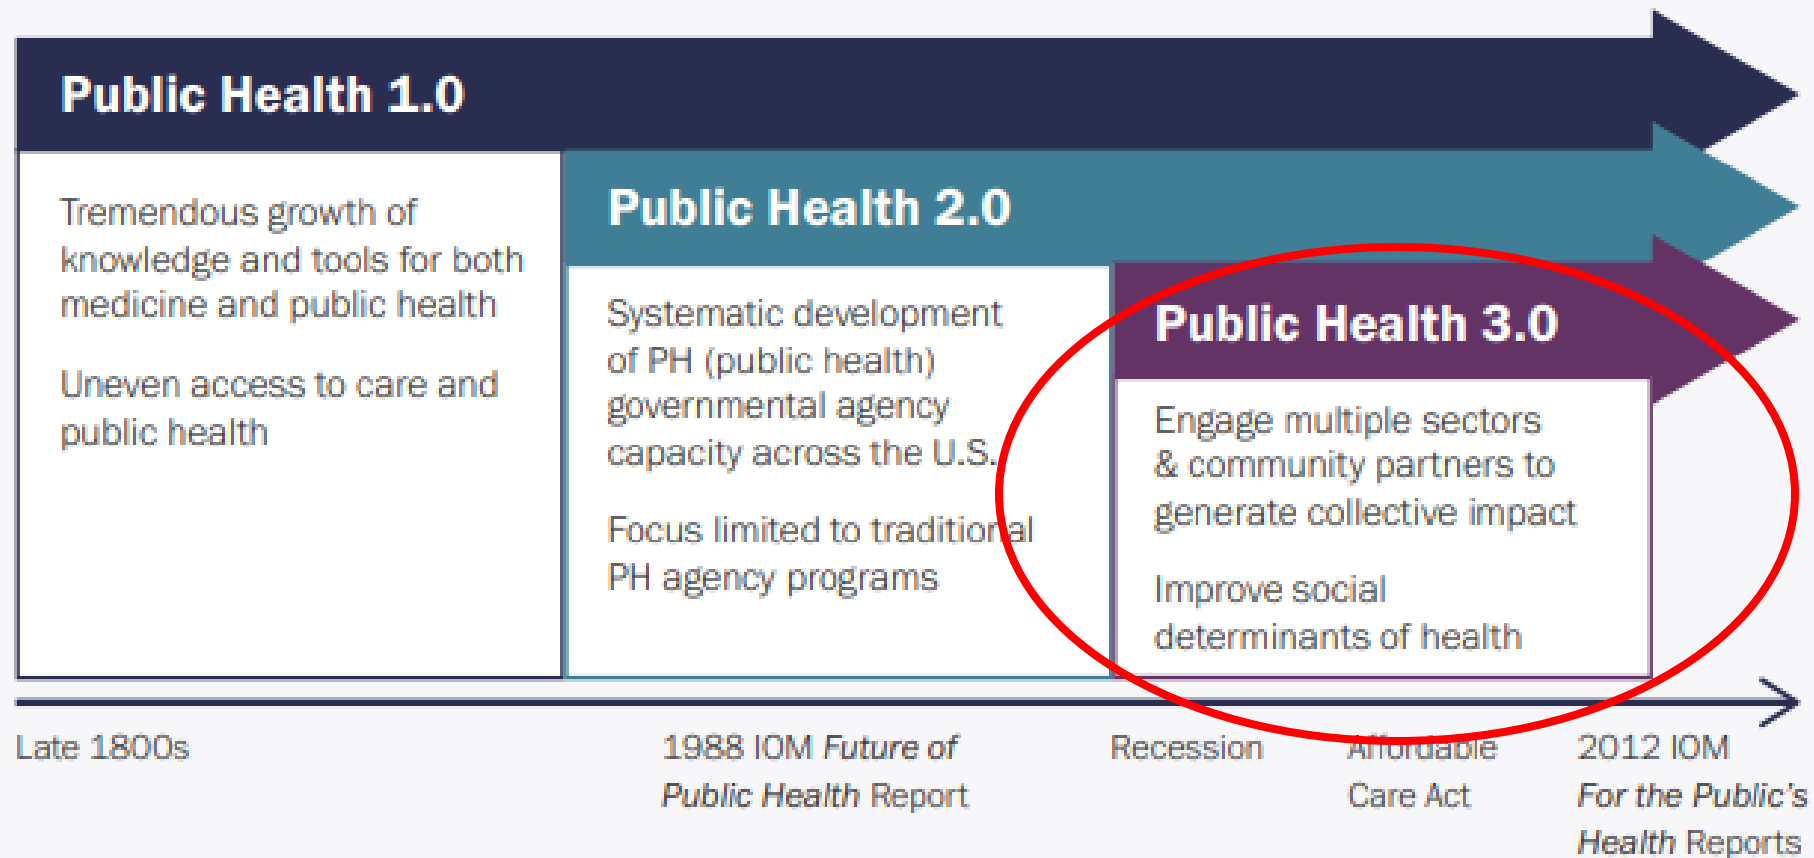 Public Health 1.0
Tremendous growth of
knowledge and tools for both
medicine and public health
Uneven access to care and
public health
Public Health 2.0
Systematic development
of PH (public health)
governmental agency
capacity across the U.S.
Focus limited to traditional
PH agency programs
Public Health 3.0
Engage multiple sectors
& community partners to
generate collective impact
Improve social
determinants of health
Late 1800s
1988 IOM Future of
Public Health Report
Recession
Affordable
Care Act
2012 IOM
For the Public's
Health Reports